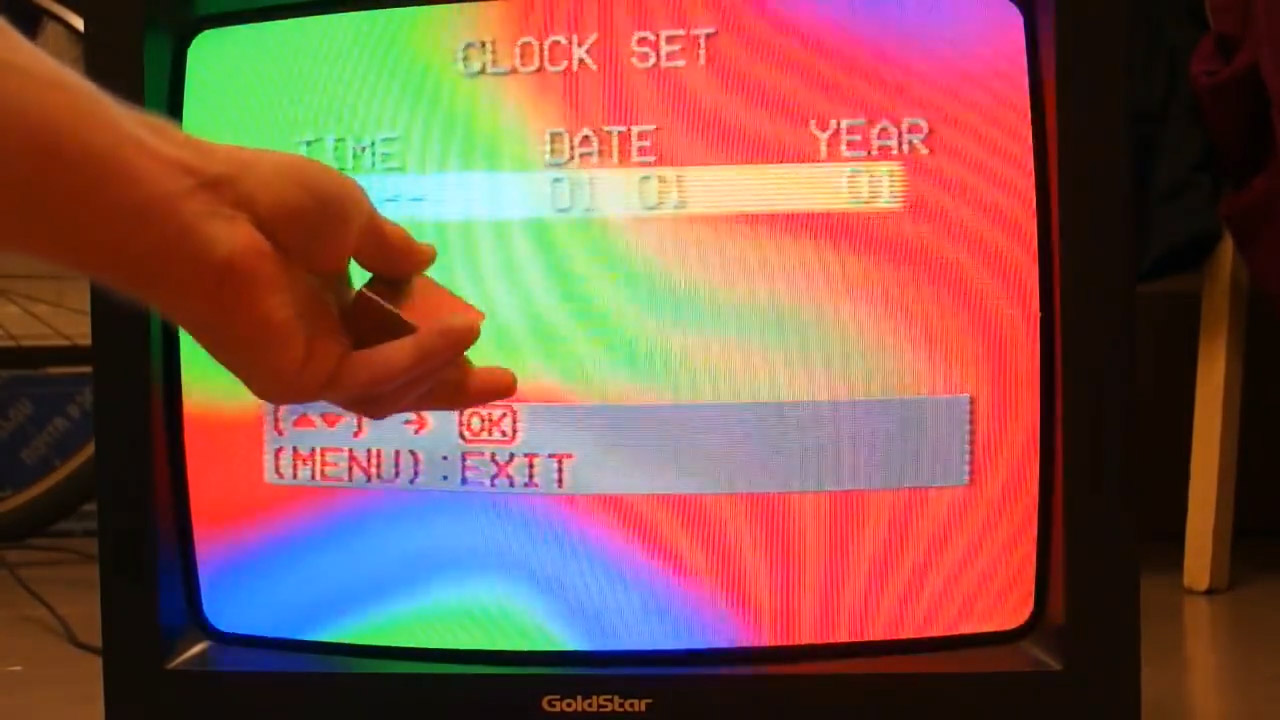 CLOCK SET
TIME DATE YEAR
-- 01 01 01
(▲▼) → OK
(MENU) :EXIT
GoldStar